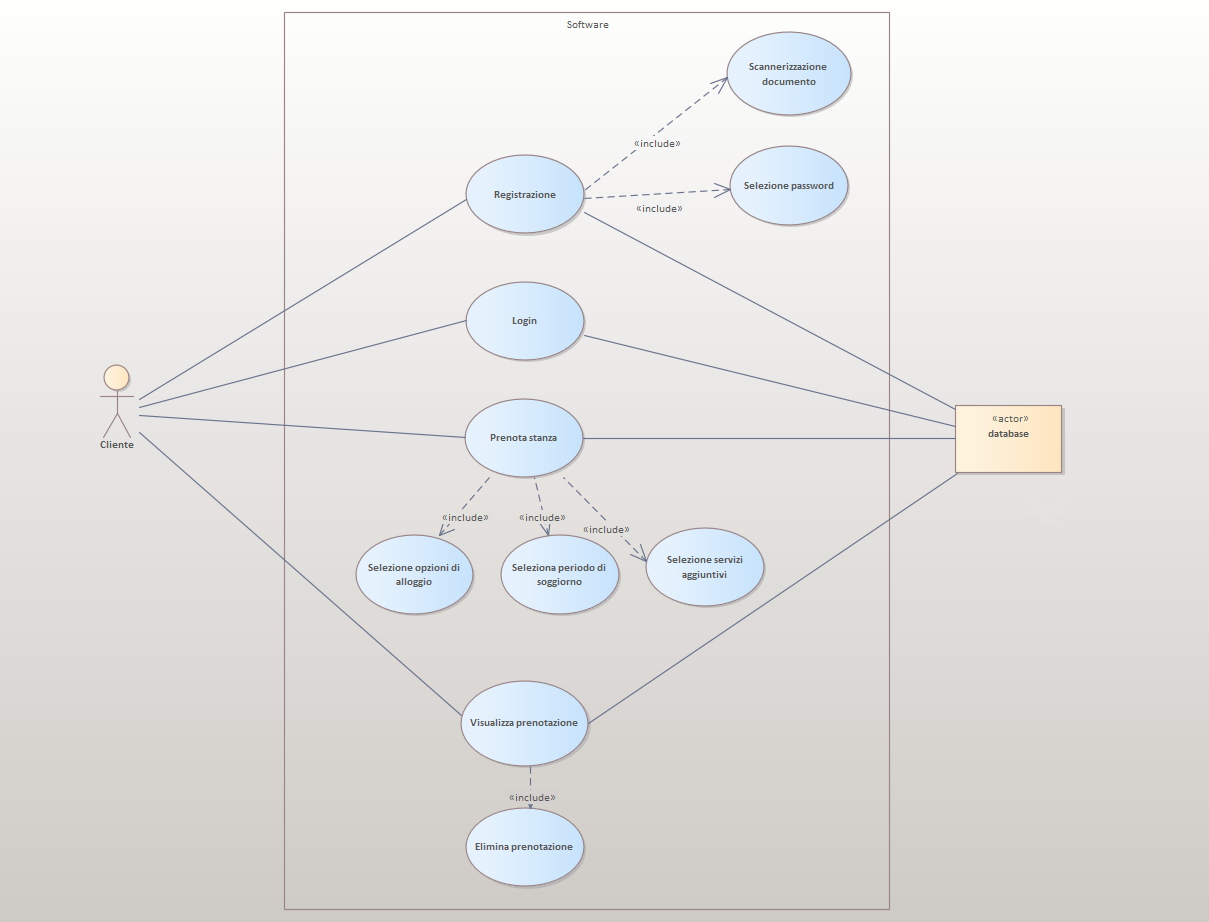 Software
Scannerizzazione
documento
«include»
Selezione password
Registrazione
«include»
Login
Cliente
«actor»
database
Prenota stanza
«include»
«include»
«include»
Selezione opzioni di
alloggio
Seleziona periodo di
soggiorno
Selezione servizi
aggiuntivi
Visualizza prenotazione
«include»
Elimina prenotazione